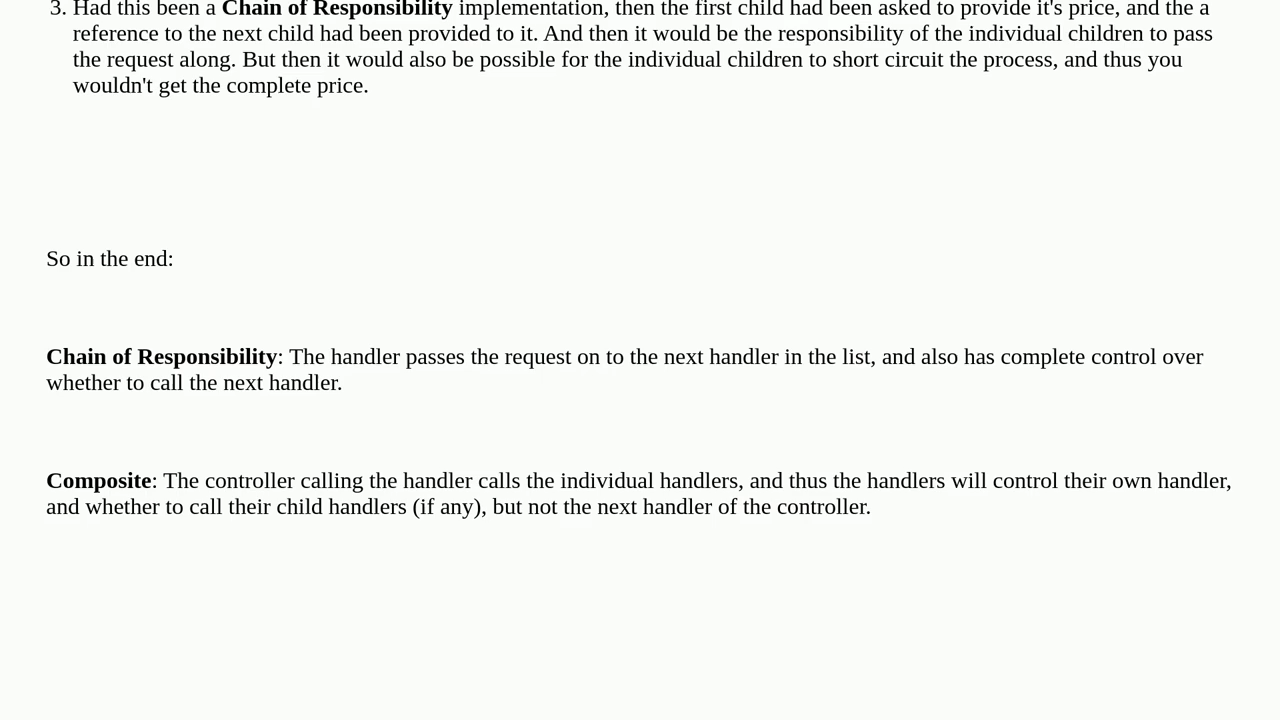 3. Had this been a Chain of Responsibility implementation, then the first child had been asked to provide it's price, and the a
reference to the next child had been provided to it. And then it would be the responsibility of the individual children to pass
the request along. But then it would also be possible for the individual children to short circuit the process, and thus you
wouldn't get the complete price.
So in the end:
Chain of Responsibility: The handler passes the request on to the next handler in the list, and also has complete control over
whether to call the next handler.
Composite: The controller calling the handler calls the individual handlers, and thus the handlers will control their own handler,
and whether to call their child handlers (if any), but not the next handler of the controller.